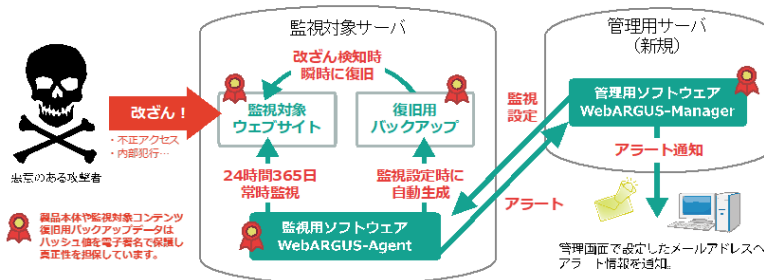 監視対象サーバ
管理用サーバ
（新規）
改ざん検知時
瞬時に復旧
改ざん！
・不正アクセス
・内部犯行…
悪意のある攻撃者
監視対象
ウェブサイト
復旧用
バックアップ
監視
設定
管理用ソフトウェア
WebARGUS-Manager
アラート通知
24時間365日
常時監視
監視設定時に
自動生成
アラート
監視用ソフトウェア
WebARGUS-Agent
製品本体や監視対象コンテンツ
復旧用バックアップデータは
ハッシュ値を電子署名で保護し
真正性を担保しています。
管理画面で設定したメールアドレスへ
アラート情報を通知。